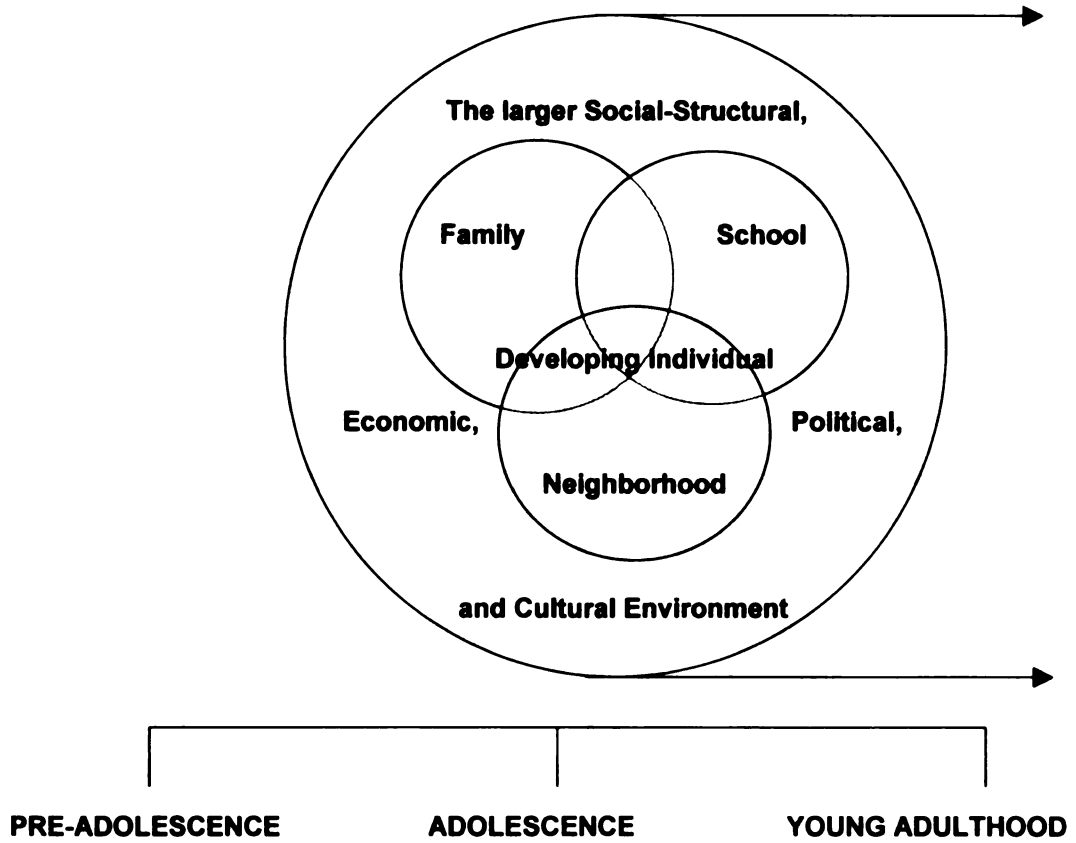 The larger Social-Structural,
Family
School
Developing Individual
Economic,
Political,
Neighborhood
and Cultural Environment
PRE-ADOLESCENCE
ADOLESCENCE
YOUNG ADULTHOOD